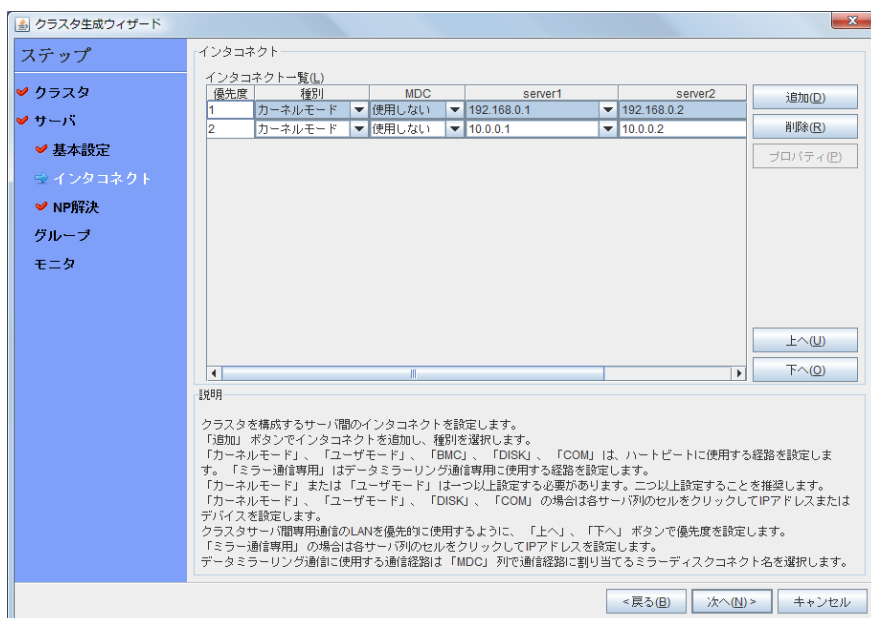 クラスタ生成ウィザード
ステップ
クラスタ
サーバ
基本設定
インタコネクト
NP解決
グループ
モニタ
インタコネクト
インタコネクト一覧(L)
優先度 種別 MDC server1 server2
1 カーネルモード 使用しない 192.168.0.1 192.168.0.2
2 カーネルモード 使用しない 10.0.0.1 10.0.0.2
追加(D)
削除(R)
プロパティ(P)
上へ(U)
下へ(O)
説明
クラスタを構成するサーバ間のインタコネクトを設定します。
「追加」 ボタンでインタコネクトを追加し、種別を選択します。
「カーネルモード」、 「ユーザモード」、 「BMC」、 「DISK」、 「COM」 は、ハートビートに使用する経路を設定しま
す。 「ミラー通信専用」 はデータミラーリング通信専用に使用する経路を設定します。
「カーネルモード」 または 「ユーザモード」 は一つ以上設定する必要があります。二つ以上設定することを推奨します。
「カーネルモード」、 「ユーザモード」、 「DISK」、 「COM」 の場合は各サーバ列のセルをクリックしてIPアドレスまたは
デバイスを設定します。
クラスタサーバ間専用通信のLANを優先的に使用するように、 「上へ」、 「下へ」 ボタンで優先度を設定します。
「ミラー通信専用」 の場合は各サーバ列のセルをクリックしてIPアドレスを設定します。
データミラーリング通信に使用する通信経路は 「MDC」 列で通信経路に割り当てるミラーディスクコネクト名を選択します。
<戻る(B) 次へ(N)> キャンセル